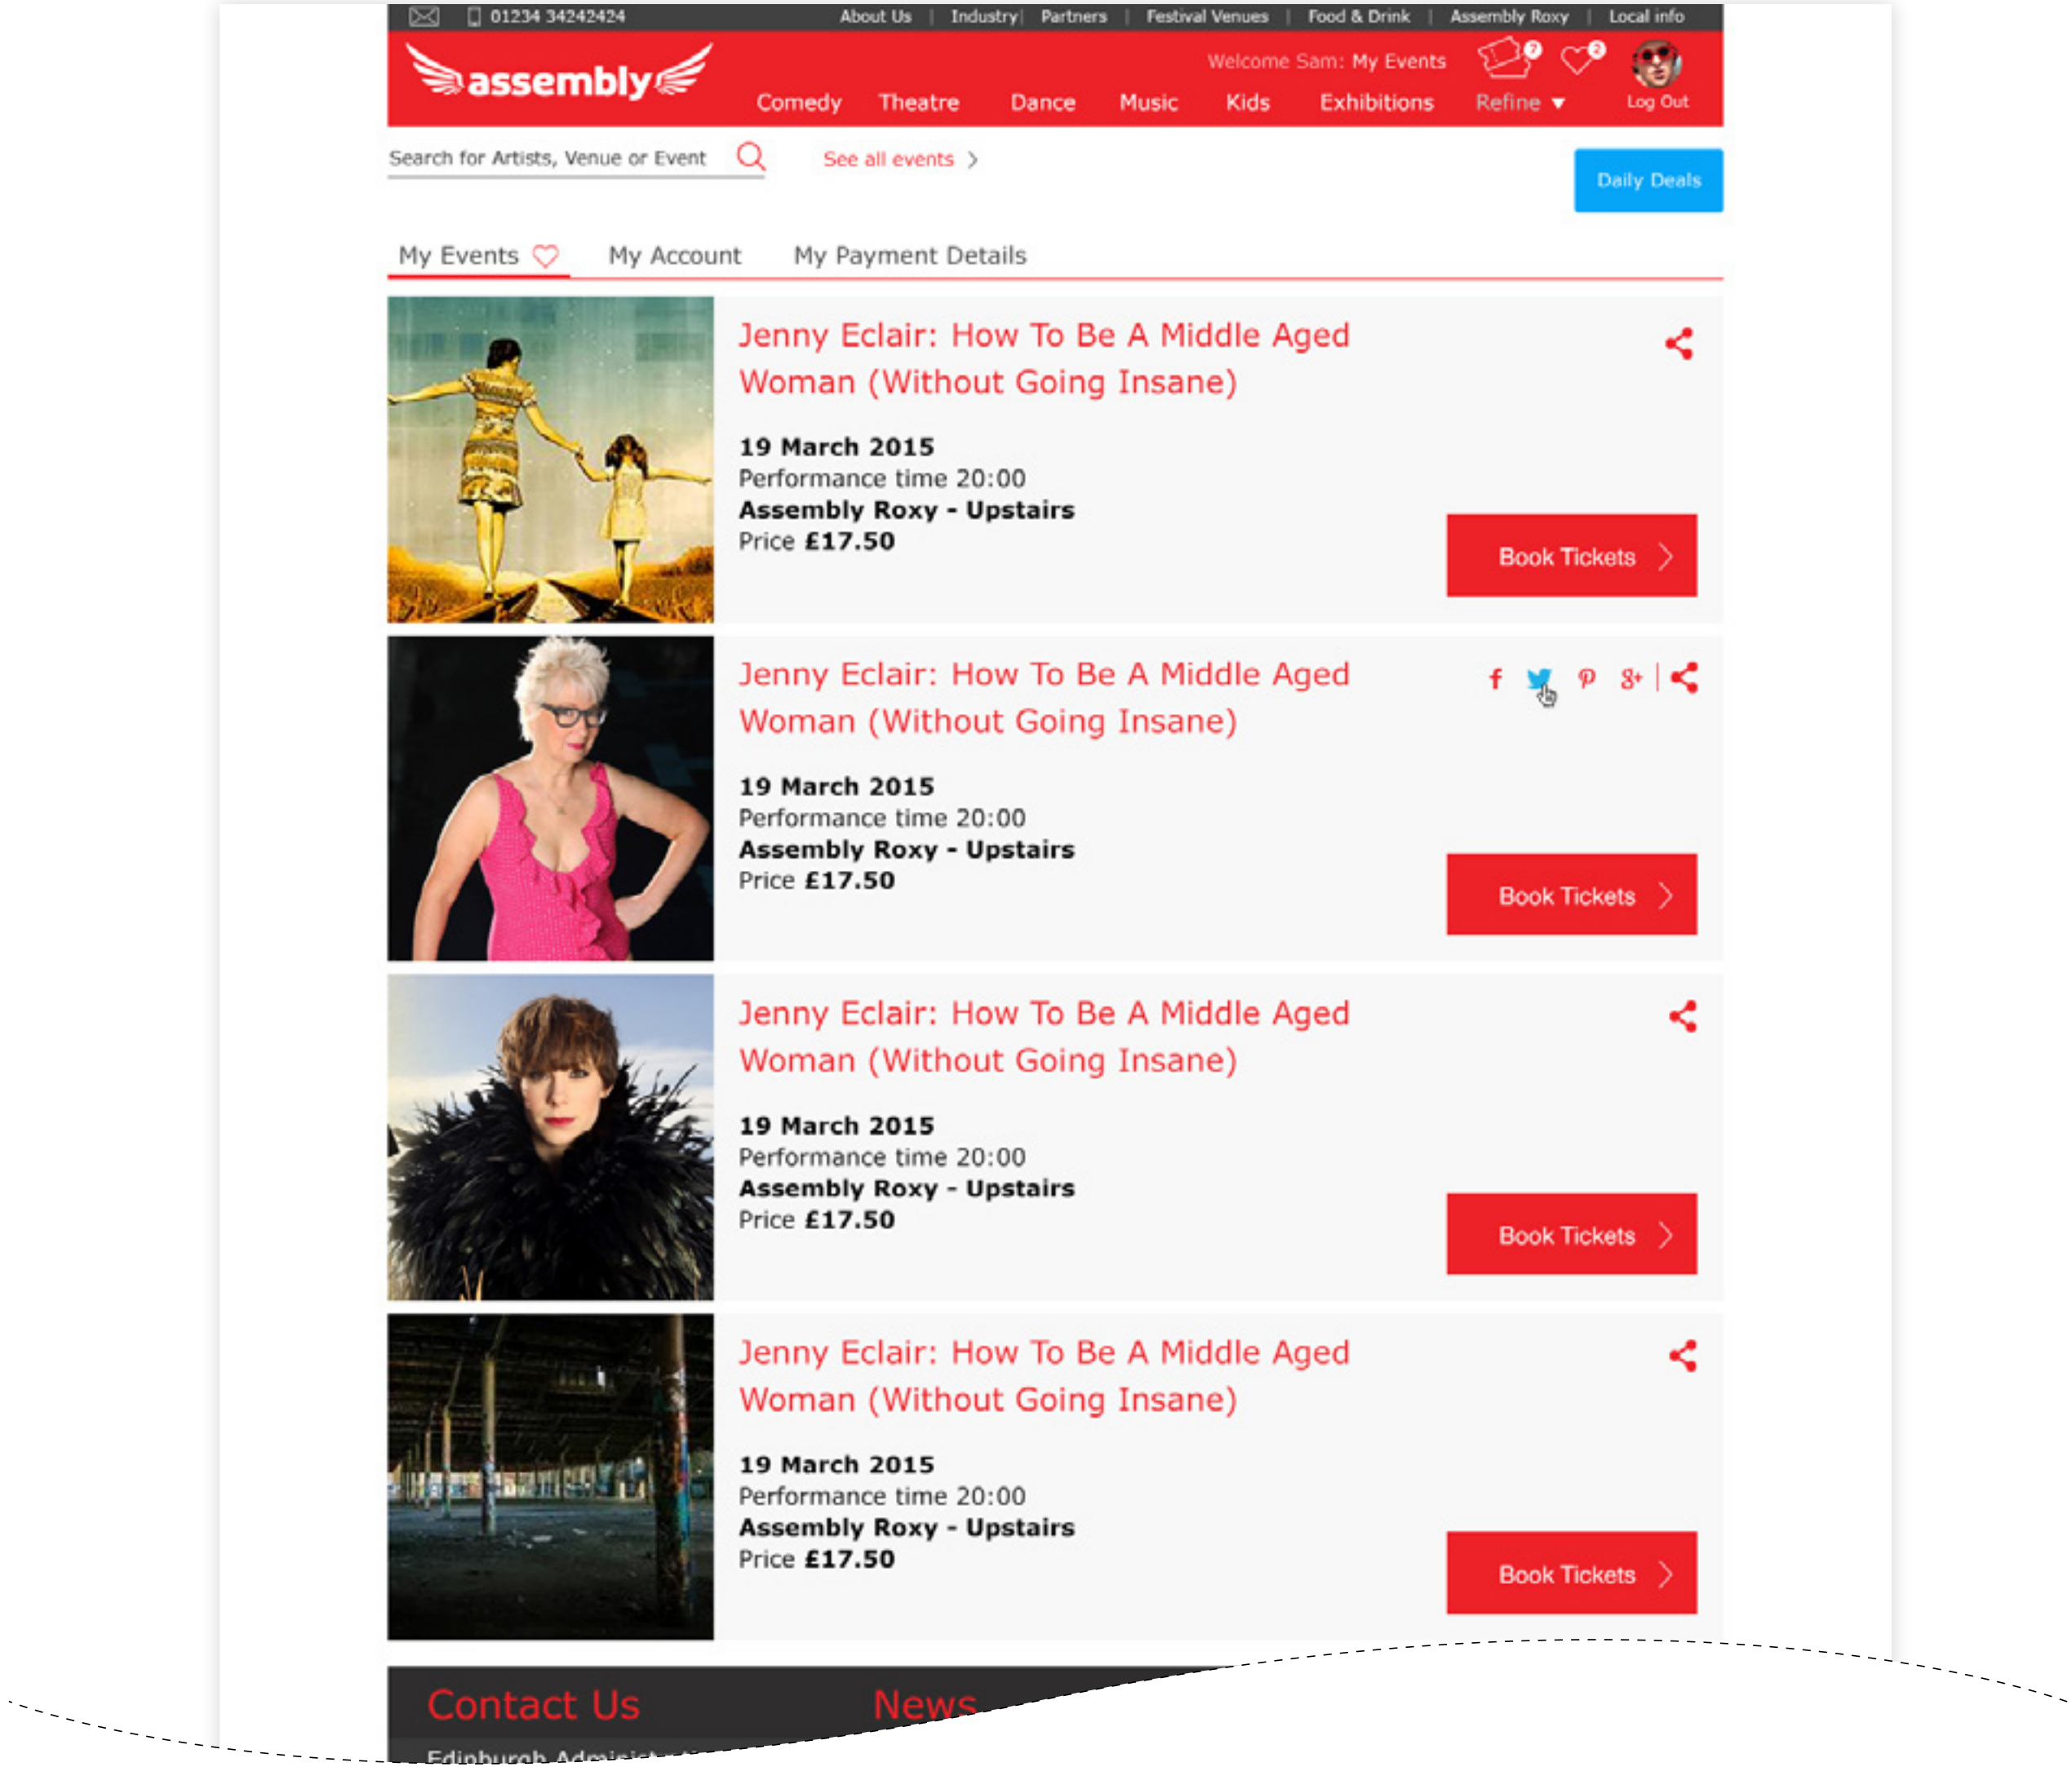 01234 34242424 About Us | Industry | Partners | Festival Venues | Food & Drink | Assembly Roxy | Local info
assembly
Welcome Sam: My Events 7 2
Comedy Theatre Dance Music Kids Exhibitions Refine Log Out
Search for Artists, Venue or Event See all events
Daily Deals
My Events My Account My Payment Details
Jenny Eclair: How To Be A Middle Aged
Woman (Without Going Insane)
19 March 2015
Performance time 20:00
Assembly Roxy - Upstairs
Price £17.50
Book Tickets
Jenny Eclair: How To Be A Middle Aged
Woman (Without Going Insane)
19 March 2015
Performance time 20:00
Assembly Roxy - Upstairs
Price £17.50
Book Tickets
Jenny Eclair: How To Be A Middle Aged
Woman (Without Going Insane)
19 March 2015
Performance time 20:00
Assembly Roxy - Upstairs
Price £17.50
Book Tickets
Jenny Eclair: How To Be A Middle Aged
Woman (Without Going Insane)
19 March 2015
Performance time 20:00
Assembly Roxy - Upstairs
Price £17.50
Book Tickets
Contact Us News
Edinburgh